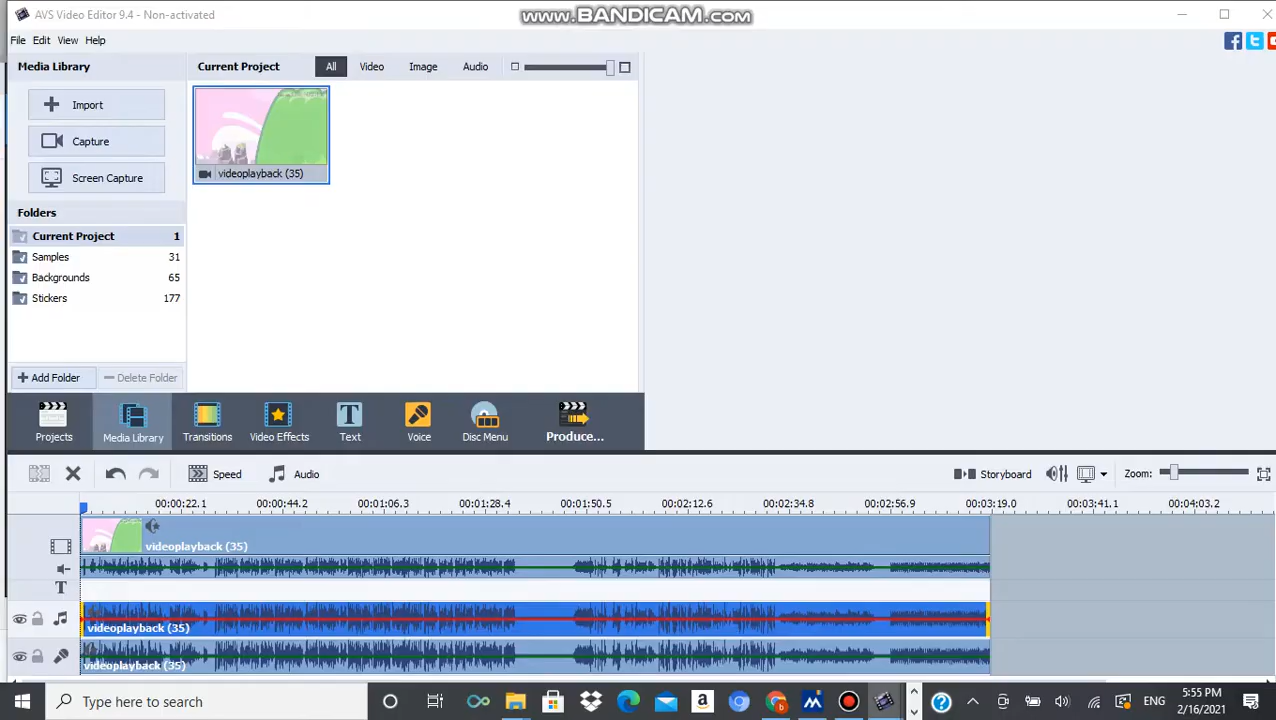 AVS Video Editor 9.4 - Non-activated
www.BANDICAM.com
File Edit View Help
Media Library
Current Project All Video Image Audio
Import
Capture
Screen Capture
videoplayback (35)
Folders
Current Project 1
Samples 31
Backgrounds 65
Stickers 177
Add Folder Delete Folder
Projects Media Library Transitions Video Effects Text Voice Disc Menu Produce...
Speed Audio Storyboard Zoom:
00:00:22.1 00:00:44.2 00:01:06.3 00:01:28.4 00:01:50.5 00:02:12.6 00:02:34.8 00:02:56.9 00:03:19.0 00:03:41.1 00:04:03.2
videoplayback (35)
videoplayback (35)
videoplayback (35)
Type here to search
ENG
5:55 PM
2/16/2021